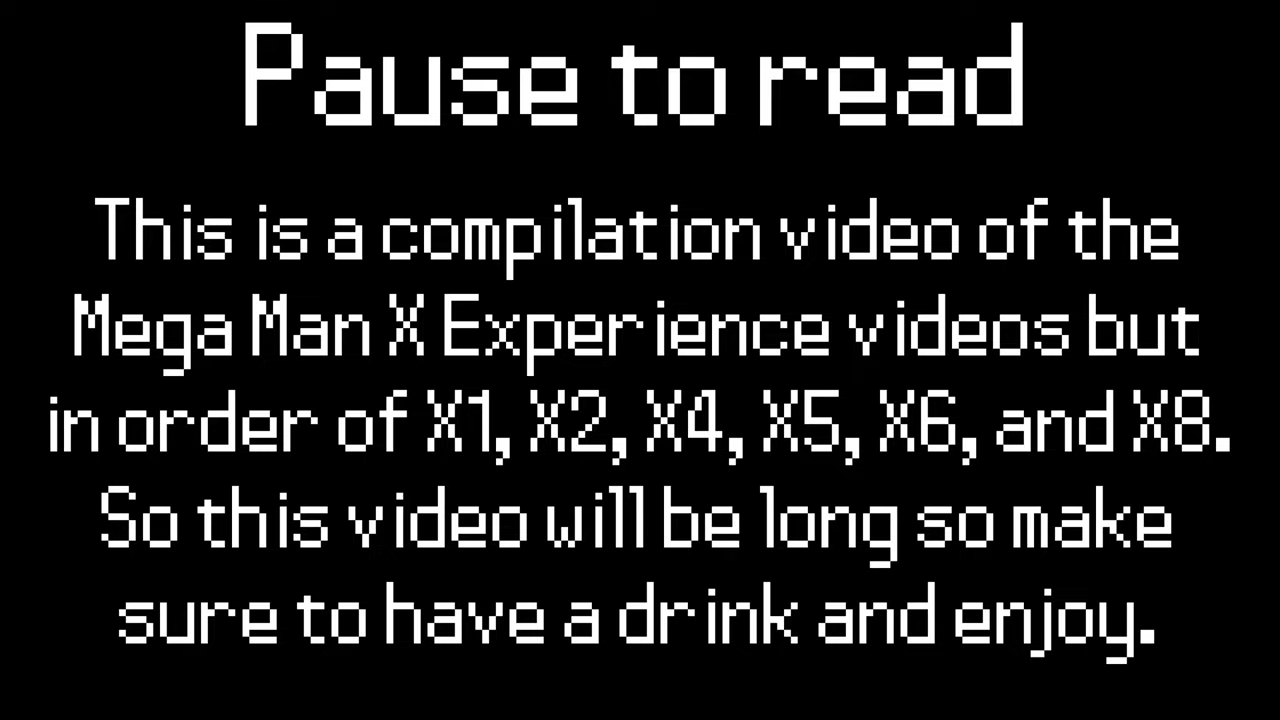 Pause to read
This is a compilation video of the
Mega Man X Experience videos but
in order of X1, X2, X4, X5, X6, and X8.
So this video will be long so make
sure to have a drink and enjoy.